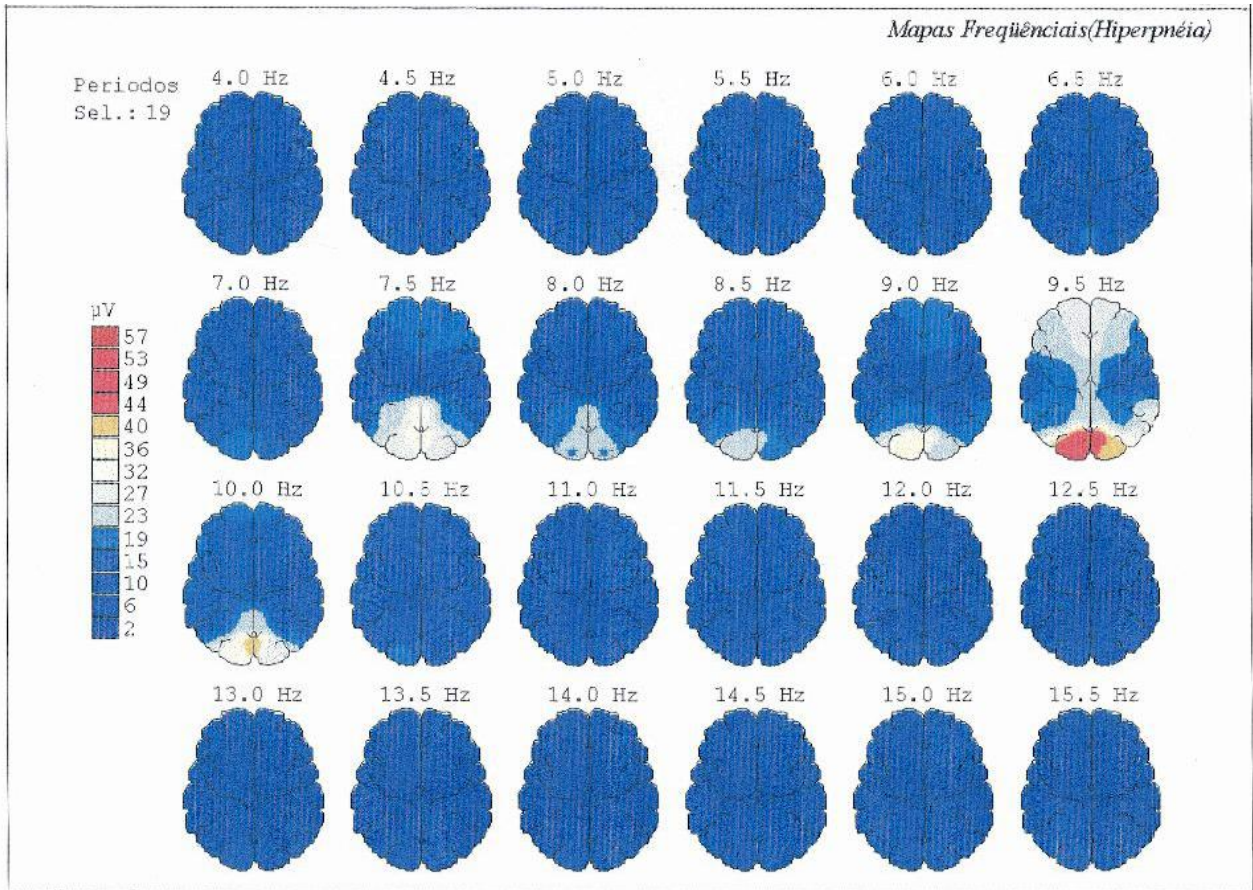 Mapas Freqüênciais(Hiperpnéia)
Periodos
Sel.: 19
4.0 Hz 4.5 Hz 5.0 Hz 5.5 Hz 6.0 Hz 6.5 Hz
7.0 Hz 7.5 Hz 8.0 Hz 8.5 Hz 9.0 Hz 9.5 Hz
µV
57
53
49
44
40
36
32
27
23
19
15
10
6
2
10.0 Hz 10.5 Hz 11.0 Hz 11.5 Hz 12.0 Hz 12.5 Hz
13.0 Hz 13.5 Hz 14.0 Hz 14.5 Hz 15.0 Hz 15.5 Hz